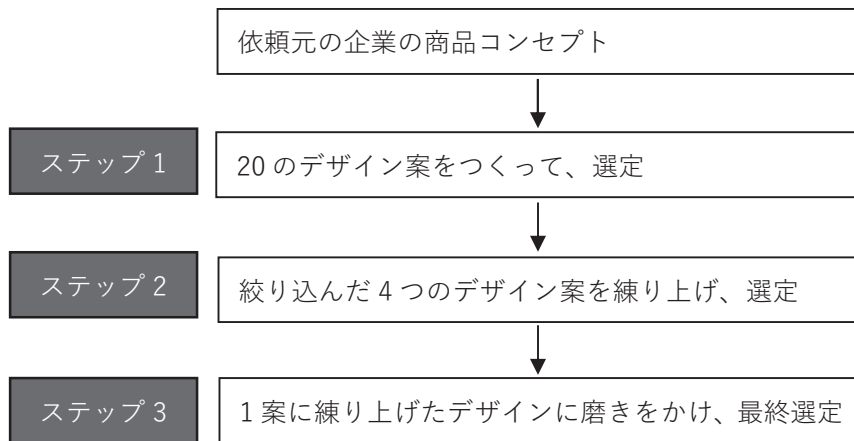 依頼元の企業の商品コンセプト
ステップ 1
20 のデザイン案をつくって、選定
ステップ 2
絞り込んだ 4 つのデザイン案を練り上げ、選定
ステップ 3
1 案に練り上げたデザインに磨きをかけ、最終選定